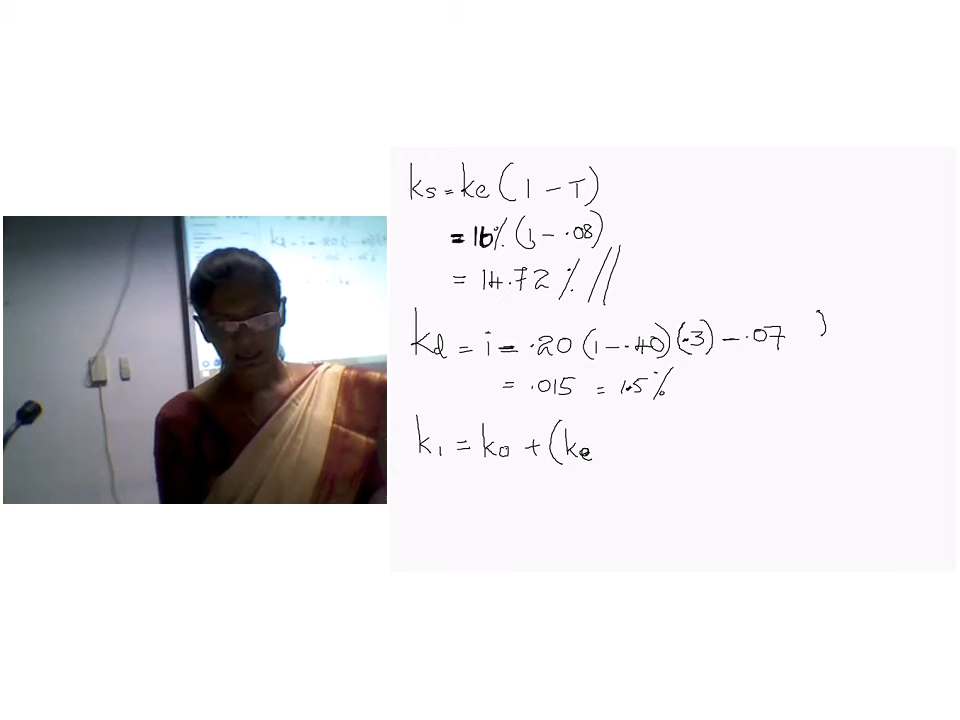 ks = ke (1 - T)
= 16% (1 - .08)
= 14.72% //
kd = i = .20 (1 - .40) (.3) - .07 )
= .015 = 1.5%
k1 = ko + (ke